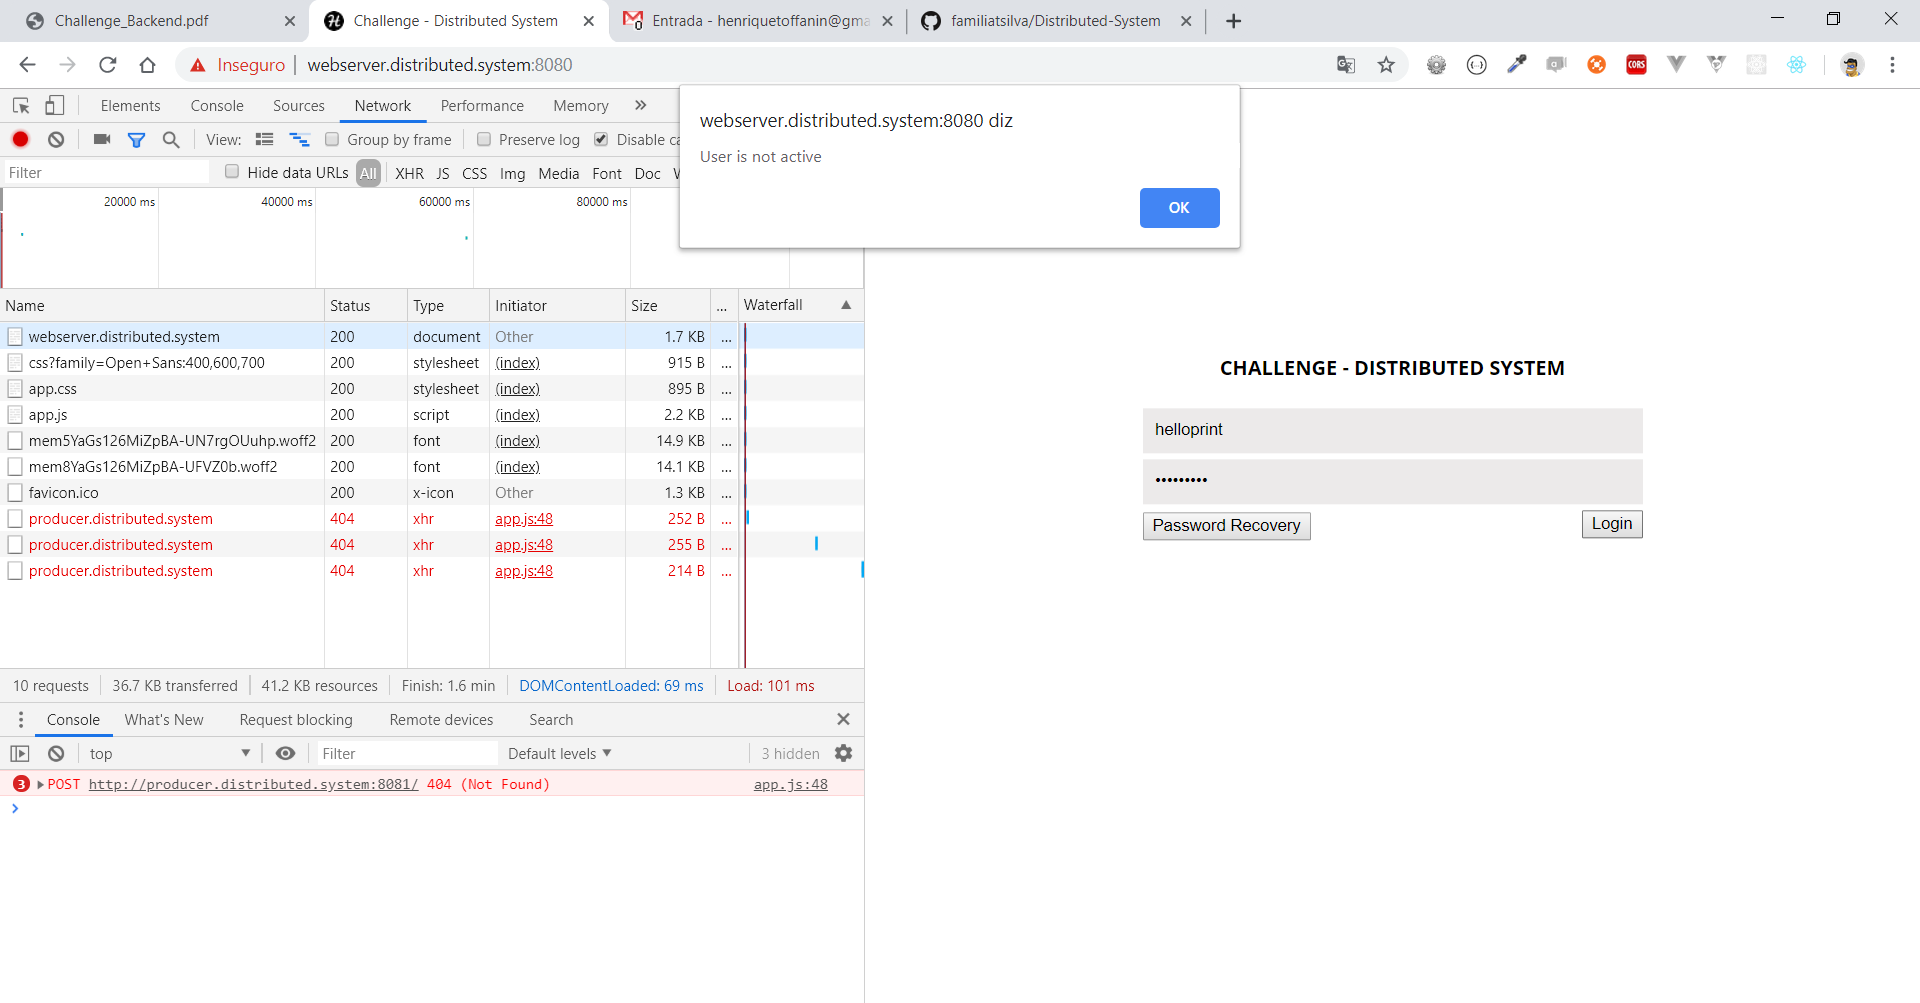 Challenge_Backend.pdf
Challenge - Distributed System
Entrada - henriquetoffanin@gma
familiatsilva/Distributed-System
Inseguro
webserver.distributed.system:8080
CORS
Elements Console Sources Network Performance Memory
View: Group by frame Preserve log Disable ca
Filter Hide data URLs All XHR JS CSS Img Media Font Doc W
20000 ms 40000 ms 60000 ms 80000 ms
webserver.distributed.system:8080 diz
User is not active
OK
Name Status Type Initiator Size ... Waterfall
webserver.distributed.system 200 document Other 1.7 KB ...
css?family=Open+Sans:400,600,700 200 stylesheet (index) 915 B ...
app.css 200 stylesheet (index) 895 B ...
app.js 200 script (index) 2.2 KB ...
mem5YaGs126MiZpBA-UN7rgOUuhp.woff2 200 font (index) 14.9 KB ...
mem8YaGs126MiZpBA-UFVZ0b.woff2 200 font (index) 14.1 KB ...
favicon.ico 200 x-icon Other 1.3 KB ...
producer.distributed.system 404 xhr app.js:48 252 B ...
producer.distributed.system 404 xhr app.js:48 255 B ...
producer.distributed.system 404 xhr app.js:48 214 B ...
10 requests 36.7 KB transferred 41.2 KB resources Finish: 1.6 min DOMContentLoaded: 69 ms Load: 101 ms
Console What's New Request blocking Remote devices Search
top Filter Default levels 3 hidden
3 POST http://producer.distributed.system:8081/ 404 (Not Found) app.js:48
CHALLENGE - DISTRIBUTED SYSTEM
helloprint
•••••••••
Password Recovery Login